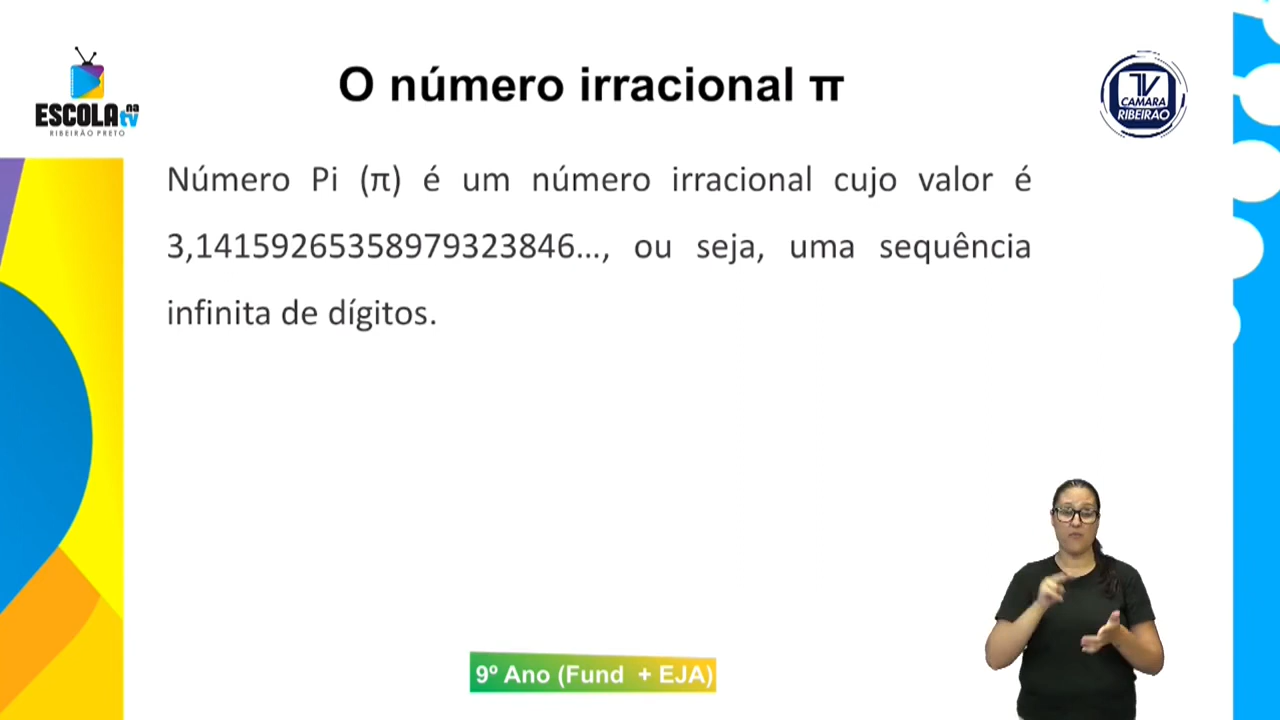 O número irracional π
ESCOLA na tv
RIBEIRÃO PRETO
TV
CAMARA
RIBEIRAO
Número Pi (π) é um número irracional cujo valor é
3,14159265358979323846..., ou seja, uma sequência
infinita de dígitos.
9º Ano (Fund + EJA)